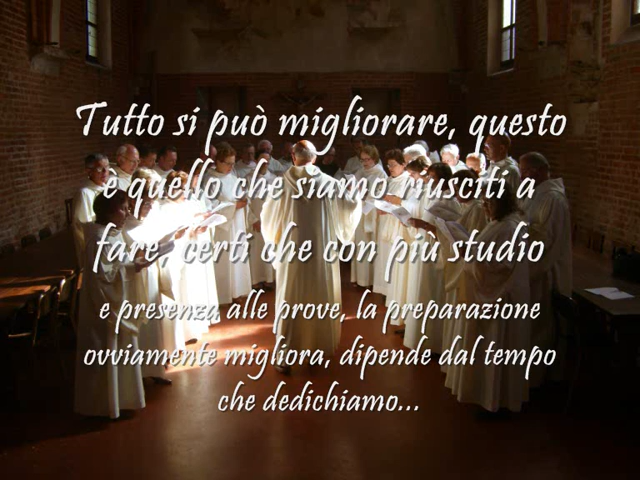 Tutto si può migliorare, questo
è quello che siamo riusciti a
fare, certi che con più studio
e presenza alle prove, la preparazione
ovviamente migliora, dipende dal tempo
che dedichiamo...